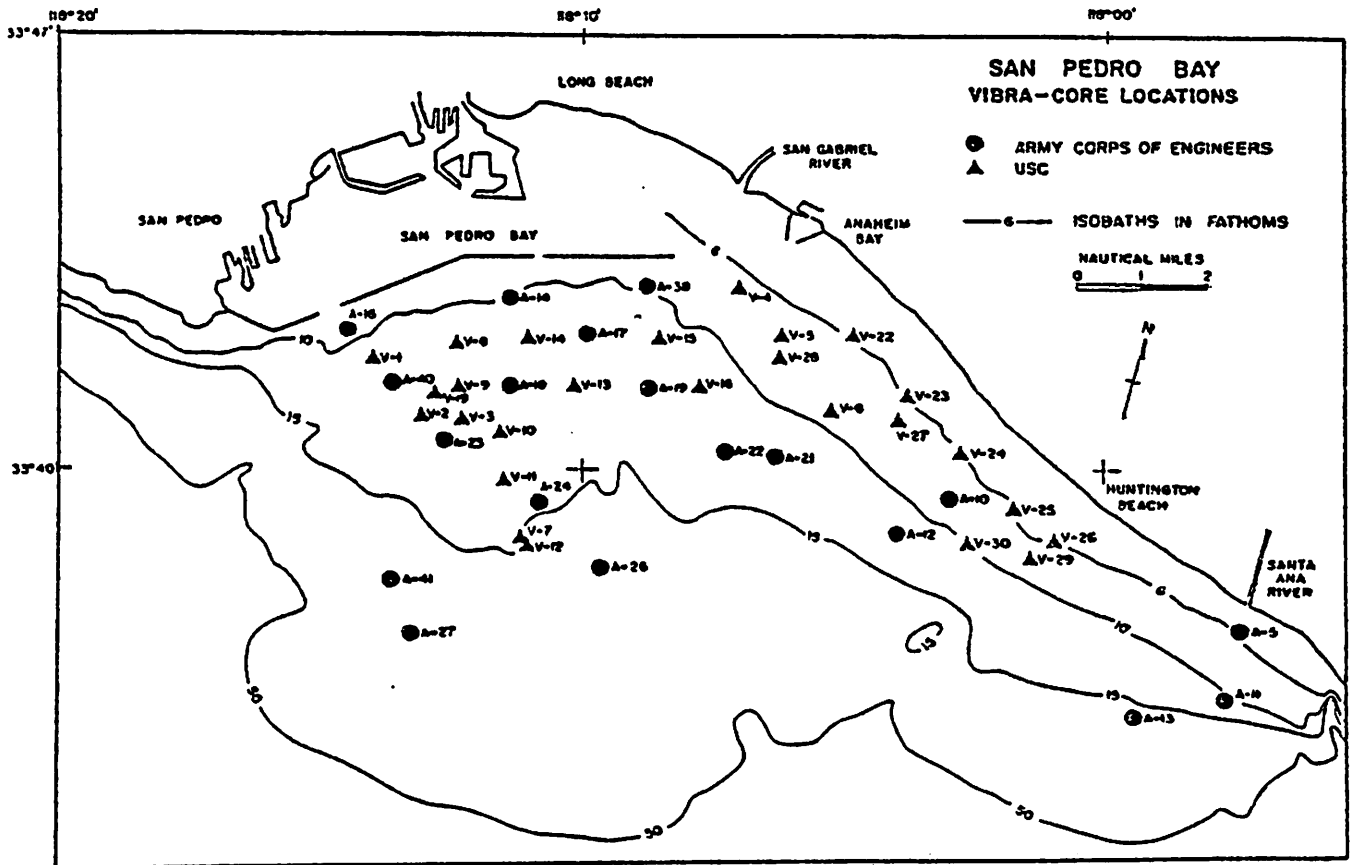 118°20' 118°10' 118°00'
33°47'
SAN PEDRO BAY
VIBRA-CORE LOCATIONS
LONG BEACH
ARMY CORPS OF ENGINEERS
USC
SAN GABRIEL
RIVER
SAN PEDRO
ANAHEIM
BAY
6 ISOBATHS IN FATHOMS
SAN PEDRO BAY
6
NAUTICAL MILES
0 1 2
A-38
V-4
A-16
10
V-8 V-14 A-17 V-15 V-5 V-22
N
V-1
V-28
A-40 V-9 A-18 V-13 A-19 V-16
V-23
V-2 V-3
V-6
V-27
15
V-10
A-23
A-22 A-21
V-24
33°40'
V-11
A-24
A-10
HUNTINGTON
BEACH
V-25
15
V-7
V-12
A-12
V-30 V-26
V-29
A-26
SANTA
ANA
RIVER
A-41
6
A-27
10
15
A-5
50
15
A-11
A-13
50
50